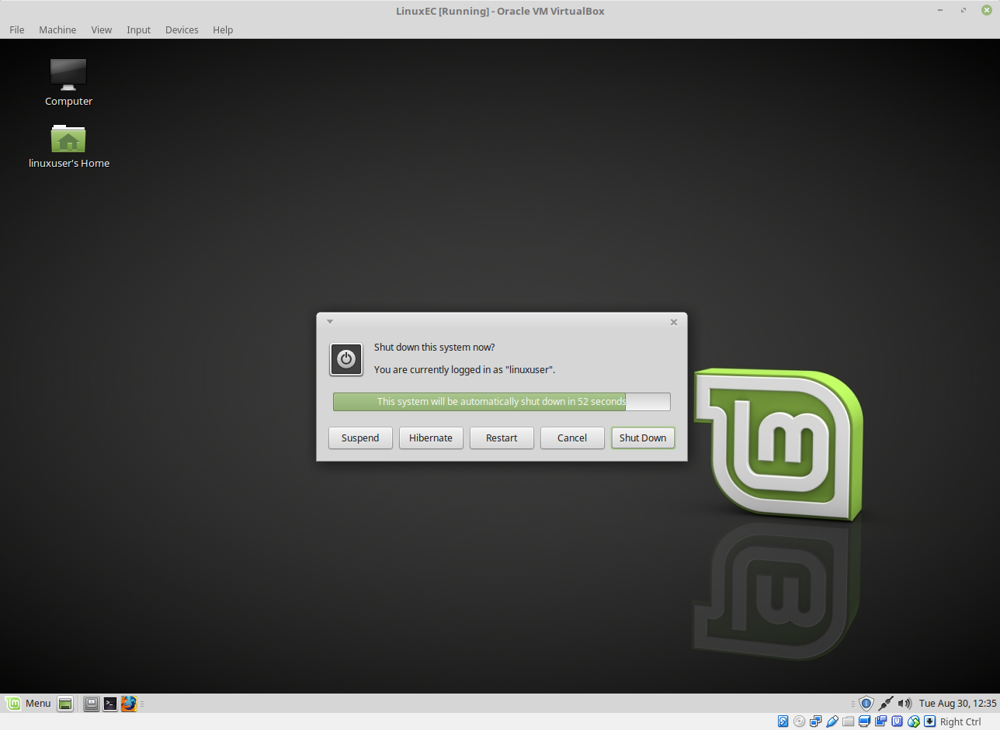 LinuxEC [Running] - Oracle VM VirtualBox
File Machine View Input Devices Help
Computer
linuxuser's Home
Shut down this system now?
You are currently logged in as "linuxuser".
This system will be automatically shut down in 52 seconds
Suspend Hibernate Restart Cancel Shut Down
Menu Tue Aug 30, 12:35
Right Ctrl